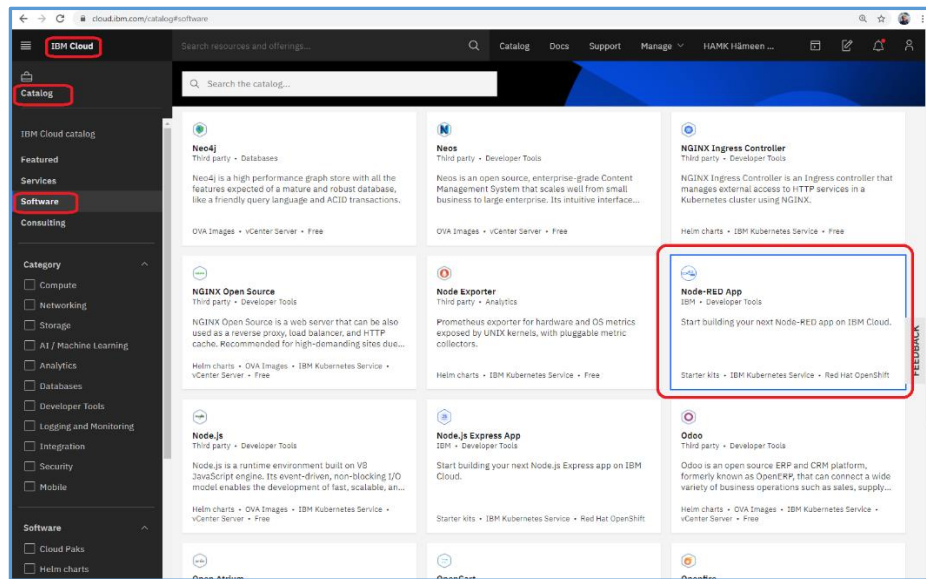 cloud.ibm.com/catalog#software
IBM Cloud
Search resources and offerings...
Catalog
Docs
Support
Manage
HAMK Hämeen ...
Catalog
Search the catalog...
IBM Cloud catalog
Featured
Services
Software
Consulting
Category
Compute
Networking
Storage
AI / Machine Learning
Analytics
Databases
Developer Tools
Logging and Monitoring
Integration
Security
Mobile
Software
Cloud Paks
Helm charts
Neo4j
Third party • Databases
Neo4j is a high performance graph store with all the
features expected of a mature and robust database,
like a friendly query language and ACID transactions.
OVA Images • vCenter Server • Free
Neos
Third party • Developer Tools
Neos is an open source, enterprise-grade Content
Management System that scales well from small
business to large enterprise. Its intuitive interface...
OVA Images • vCenter Server • Free
NGINX Ingress Controller
Third party • Developer Tools
NGINX Ingress Controller is an Ingress controller that
manages external access to HTTP services in a
Kubernetes cluster using NGINX.
Helm charts • IBM Kubernetes Service • Free
NGINX Open Source
Third party • Developer Tools
NGINX Open Source is a web server that can be also
used as a reverse proxy, load balancer, and HTTP
cache. Recommended for high-demanding sites due...
Helm charts • OVA Images • IBM Kubernetes Service •
vCenter Server • Free
Node Exporter
Third party • Analytics
Prometheus exporter for hardware and OS metrics
exposed by UNIX kernels, with pluggable metric
collectors.
Helm charts • IBM Kubernetes Service • Free
Node-RED App
IBM • Developer Tools
Start building your next Node-RED app on IBM Cloud.
Starter kits • IBM Kubernetes Service • Red Hat OpenShift
FEEDBACK
Node.js
Third party • Developer Tools
Node.js is a runtime environment built on V8
JavaScript engine. Its event-driven, non-blocking I/O
model enables the development of fast, scalable, an...
Helm charts • OVA Images • IBM Kubernetes Service •
vCenter Server • Free
Node.js Express App
IBM • Developer Tools
Start building your next Node.js Express app on IBM
Cloud.
Starter kits • IBM Kubernetes Service • Red Hat OpenShift
Odoo
Third party • Developer Tools
Odoo is an open source ERP and CRM platform,
formerly known as OpenERP, that can connect a wide
variety of business operations such as sales, supply...
Helm charts • OVA Images • IBM Kubernetes Service •
vCenter Server • Free
Open Atrium
OpenCart
Openfire